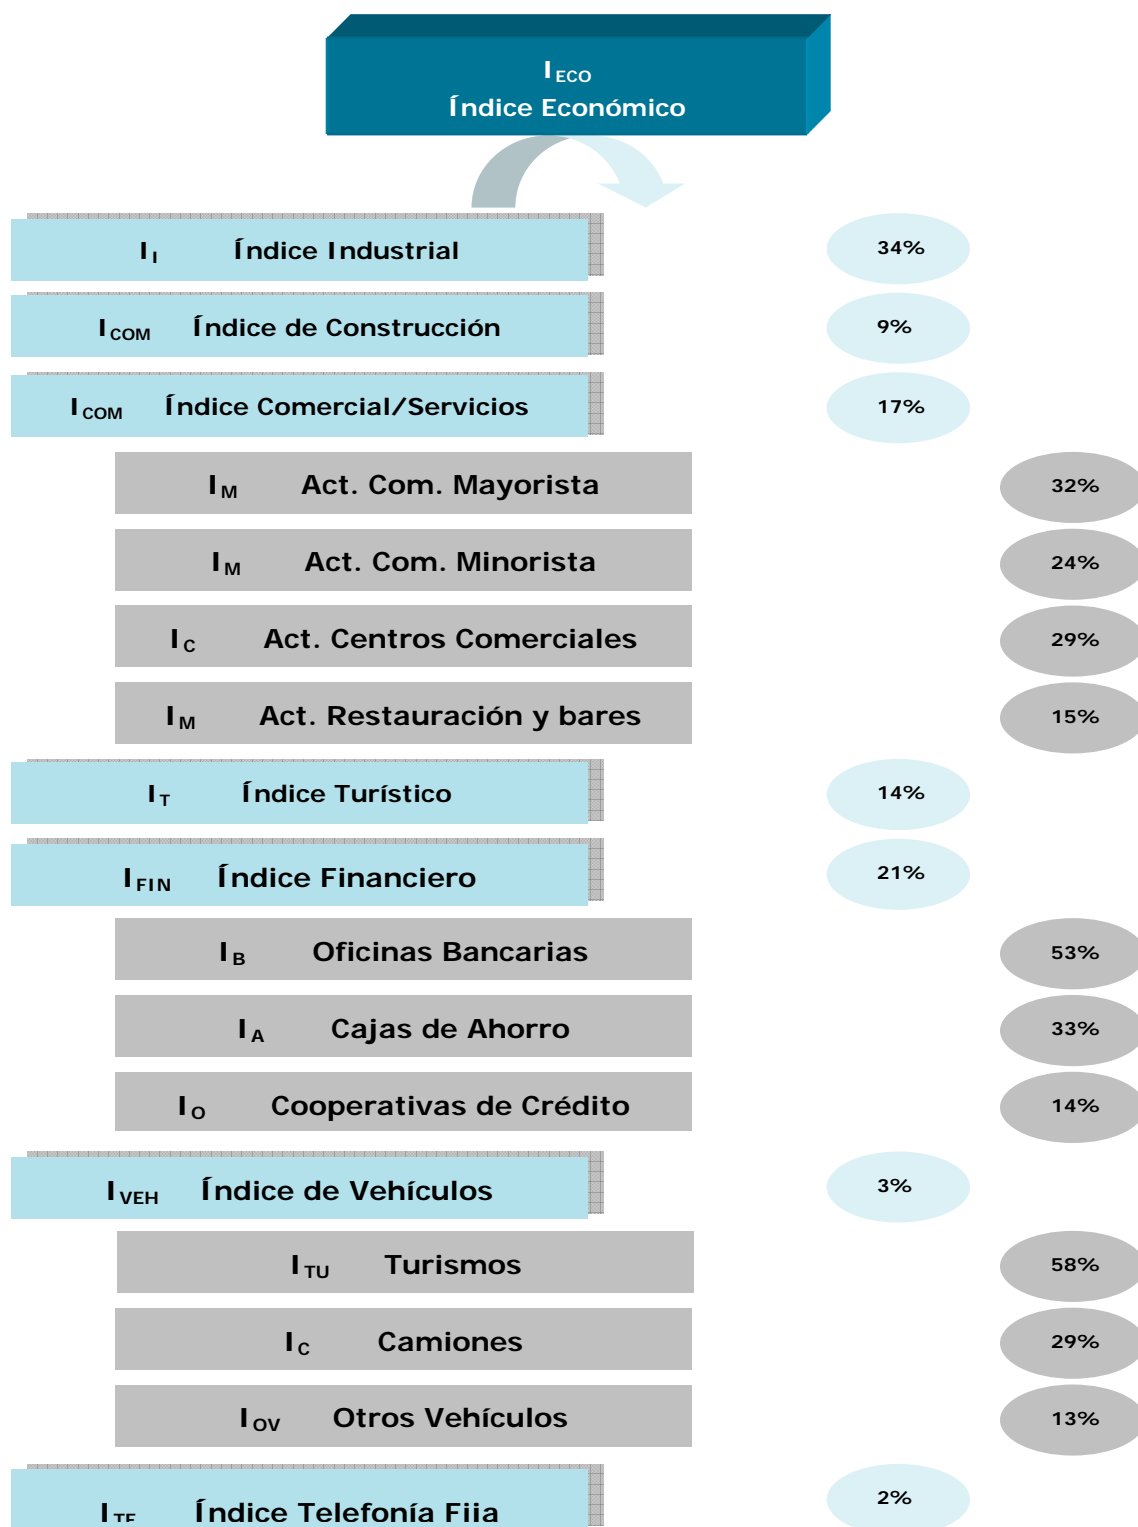 I ECO
Índice Económico
I I Índice Industrial 34%
I COM Índice de Construcción 9%
I COM Índice Comercial/Servicios 17%
I M Act. Com. Mayorista 32%
I M Act. Com. Minorista 24%
I C Act. Centros Comerciales 29%
I M Act. Restauración y bares 15%
I T Índice Turístico 14%
I FIN Índice Financiero 21%
I B Oficinas Bancarias 53%
I A Cajas de Ahorro 33%
I O Cooperativas de Crédito 14%
I VEH Índice de Vehículos 3%
I TU Turismos 58%
I C Camiones 29%
I OV Otros Vehículos 13%
I TF Índice Telefonía Fija 2%